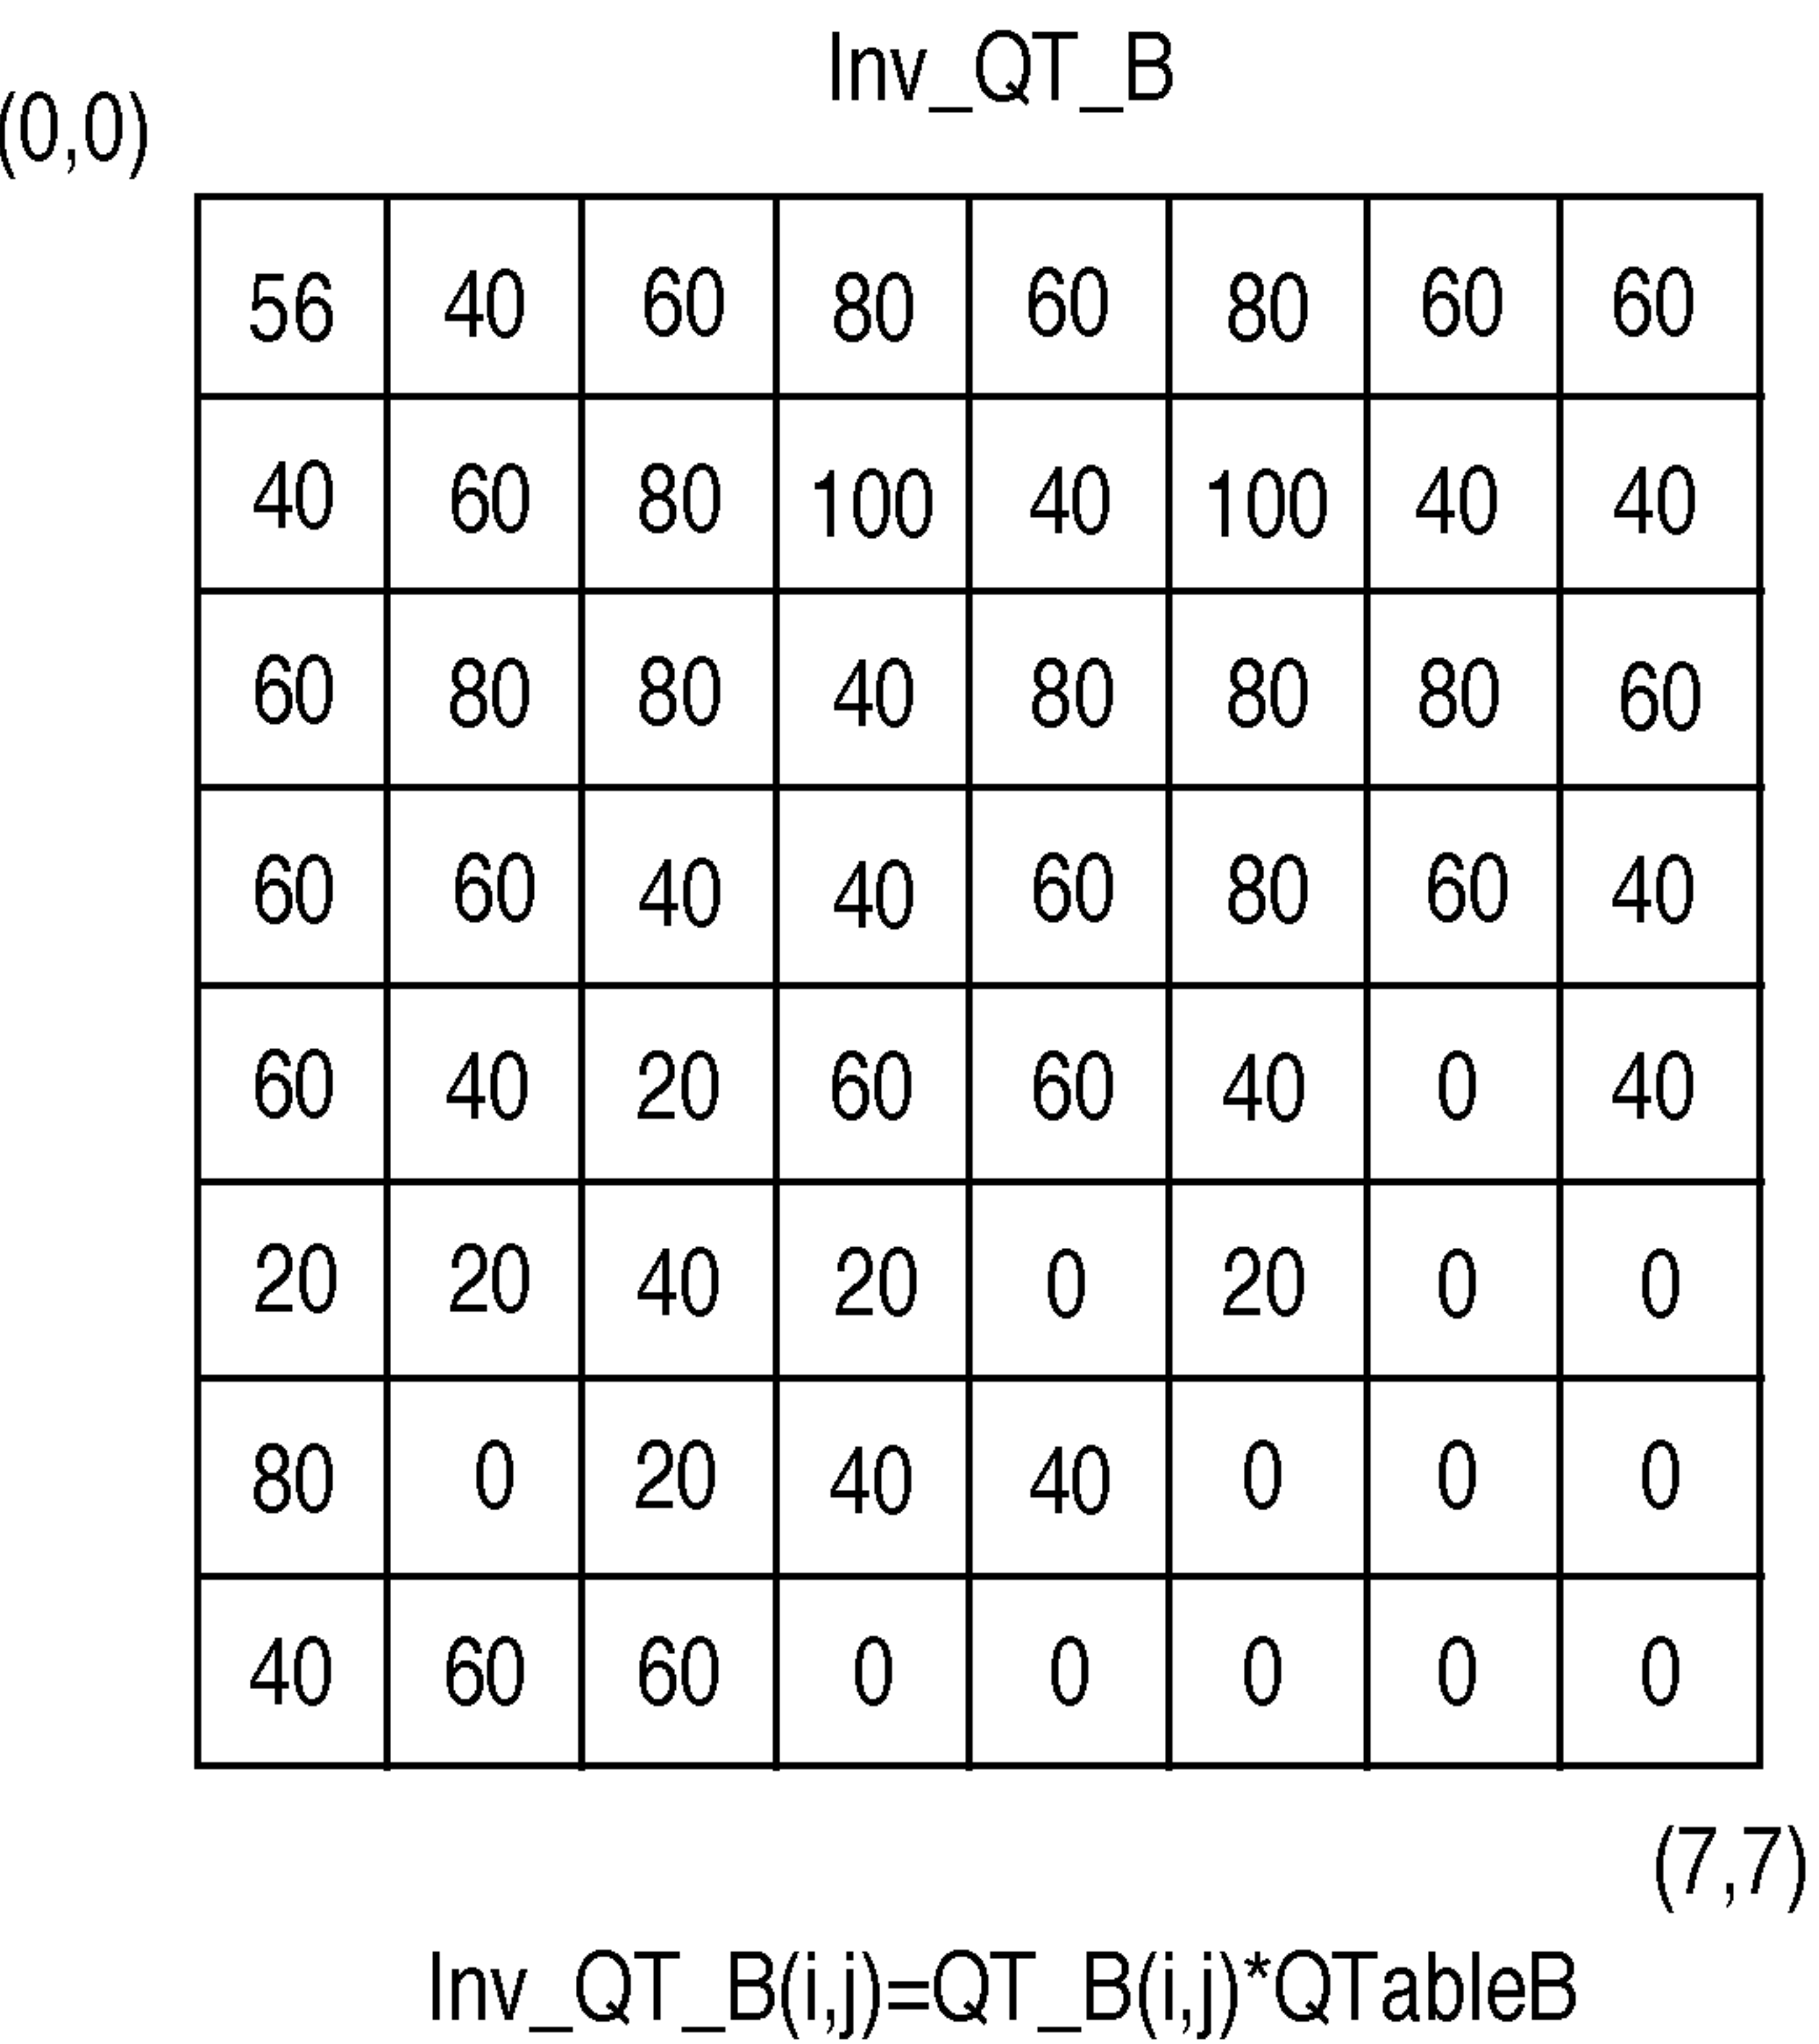 Inv_QT_B
(0,0)
56 40 60 80 60 80 60 60
40 60 80 100 40 100 40 40
60 80 80 40 80 80 80 60
60 60 40 40 60 80 60 40
60 40 20 60 60 40 0 40
20 20 40 20 0 20 0 0
80 0 20 40 40 0 0 0
40 60 60 0 0 0 0 0
(7,7)
Inv_QT_B(i,j)=QT_B(i,j)*QTableB